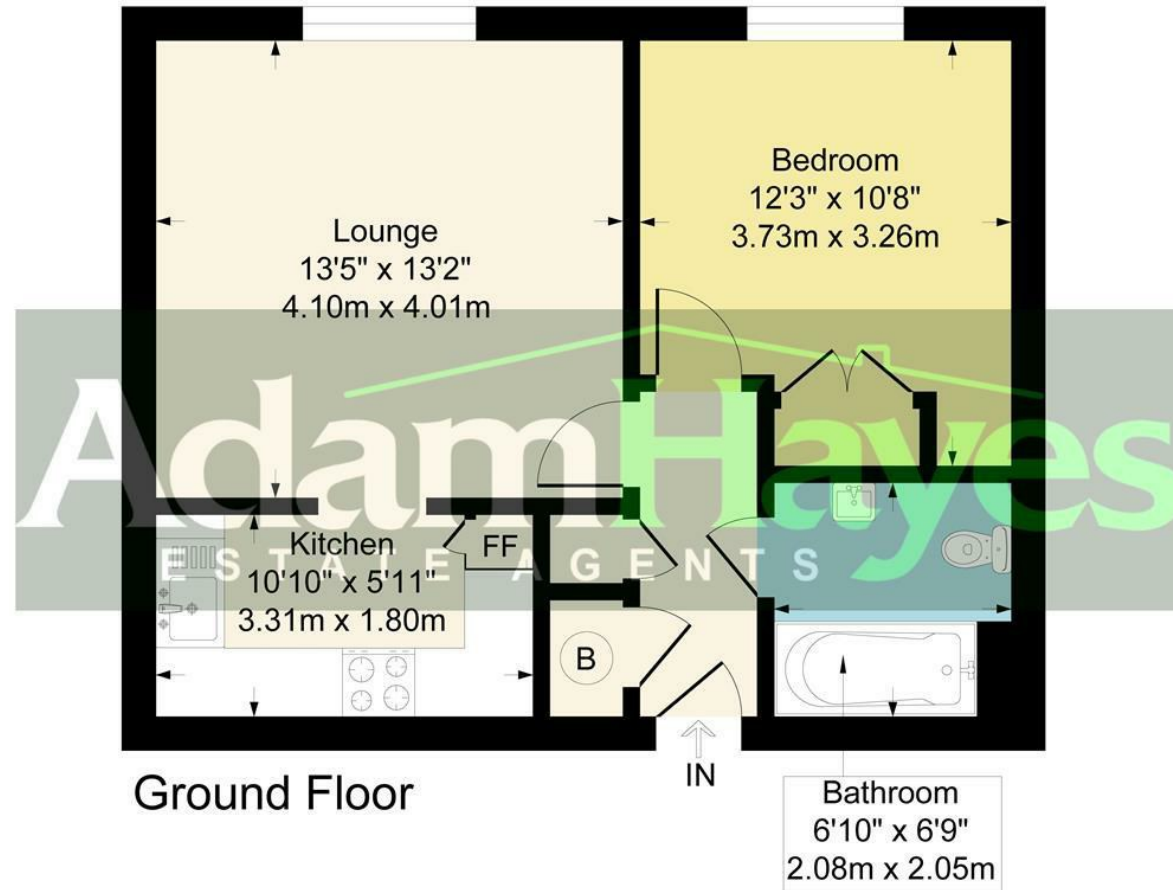 Bedroom
12'3" x 10'8"
3.73m x 3.26m
Lounge
13'5" x 13'2"
4.10m x 4.01m
AdamHayes
ESTATE AGENTS
Kitchen
10'10" x 5'11"
3.31m x 1.80m
FF
B
IN
Ground Floor
Bathroom
6'10" x 6'9"
2.08m x 2.05m